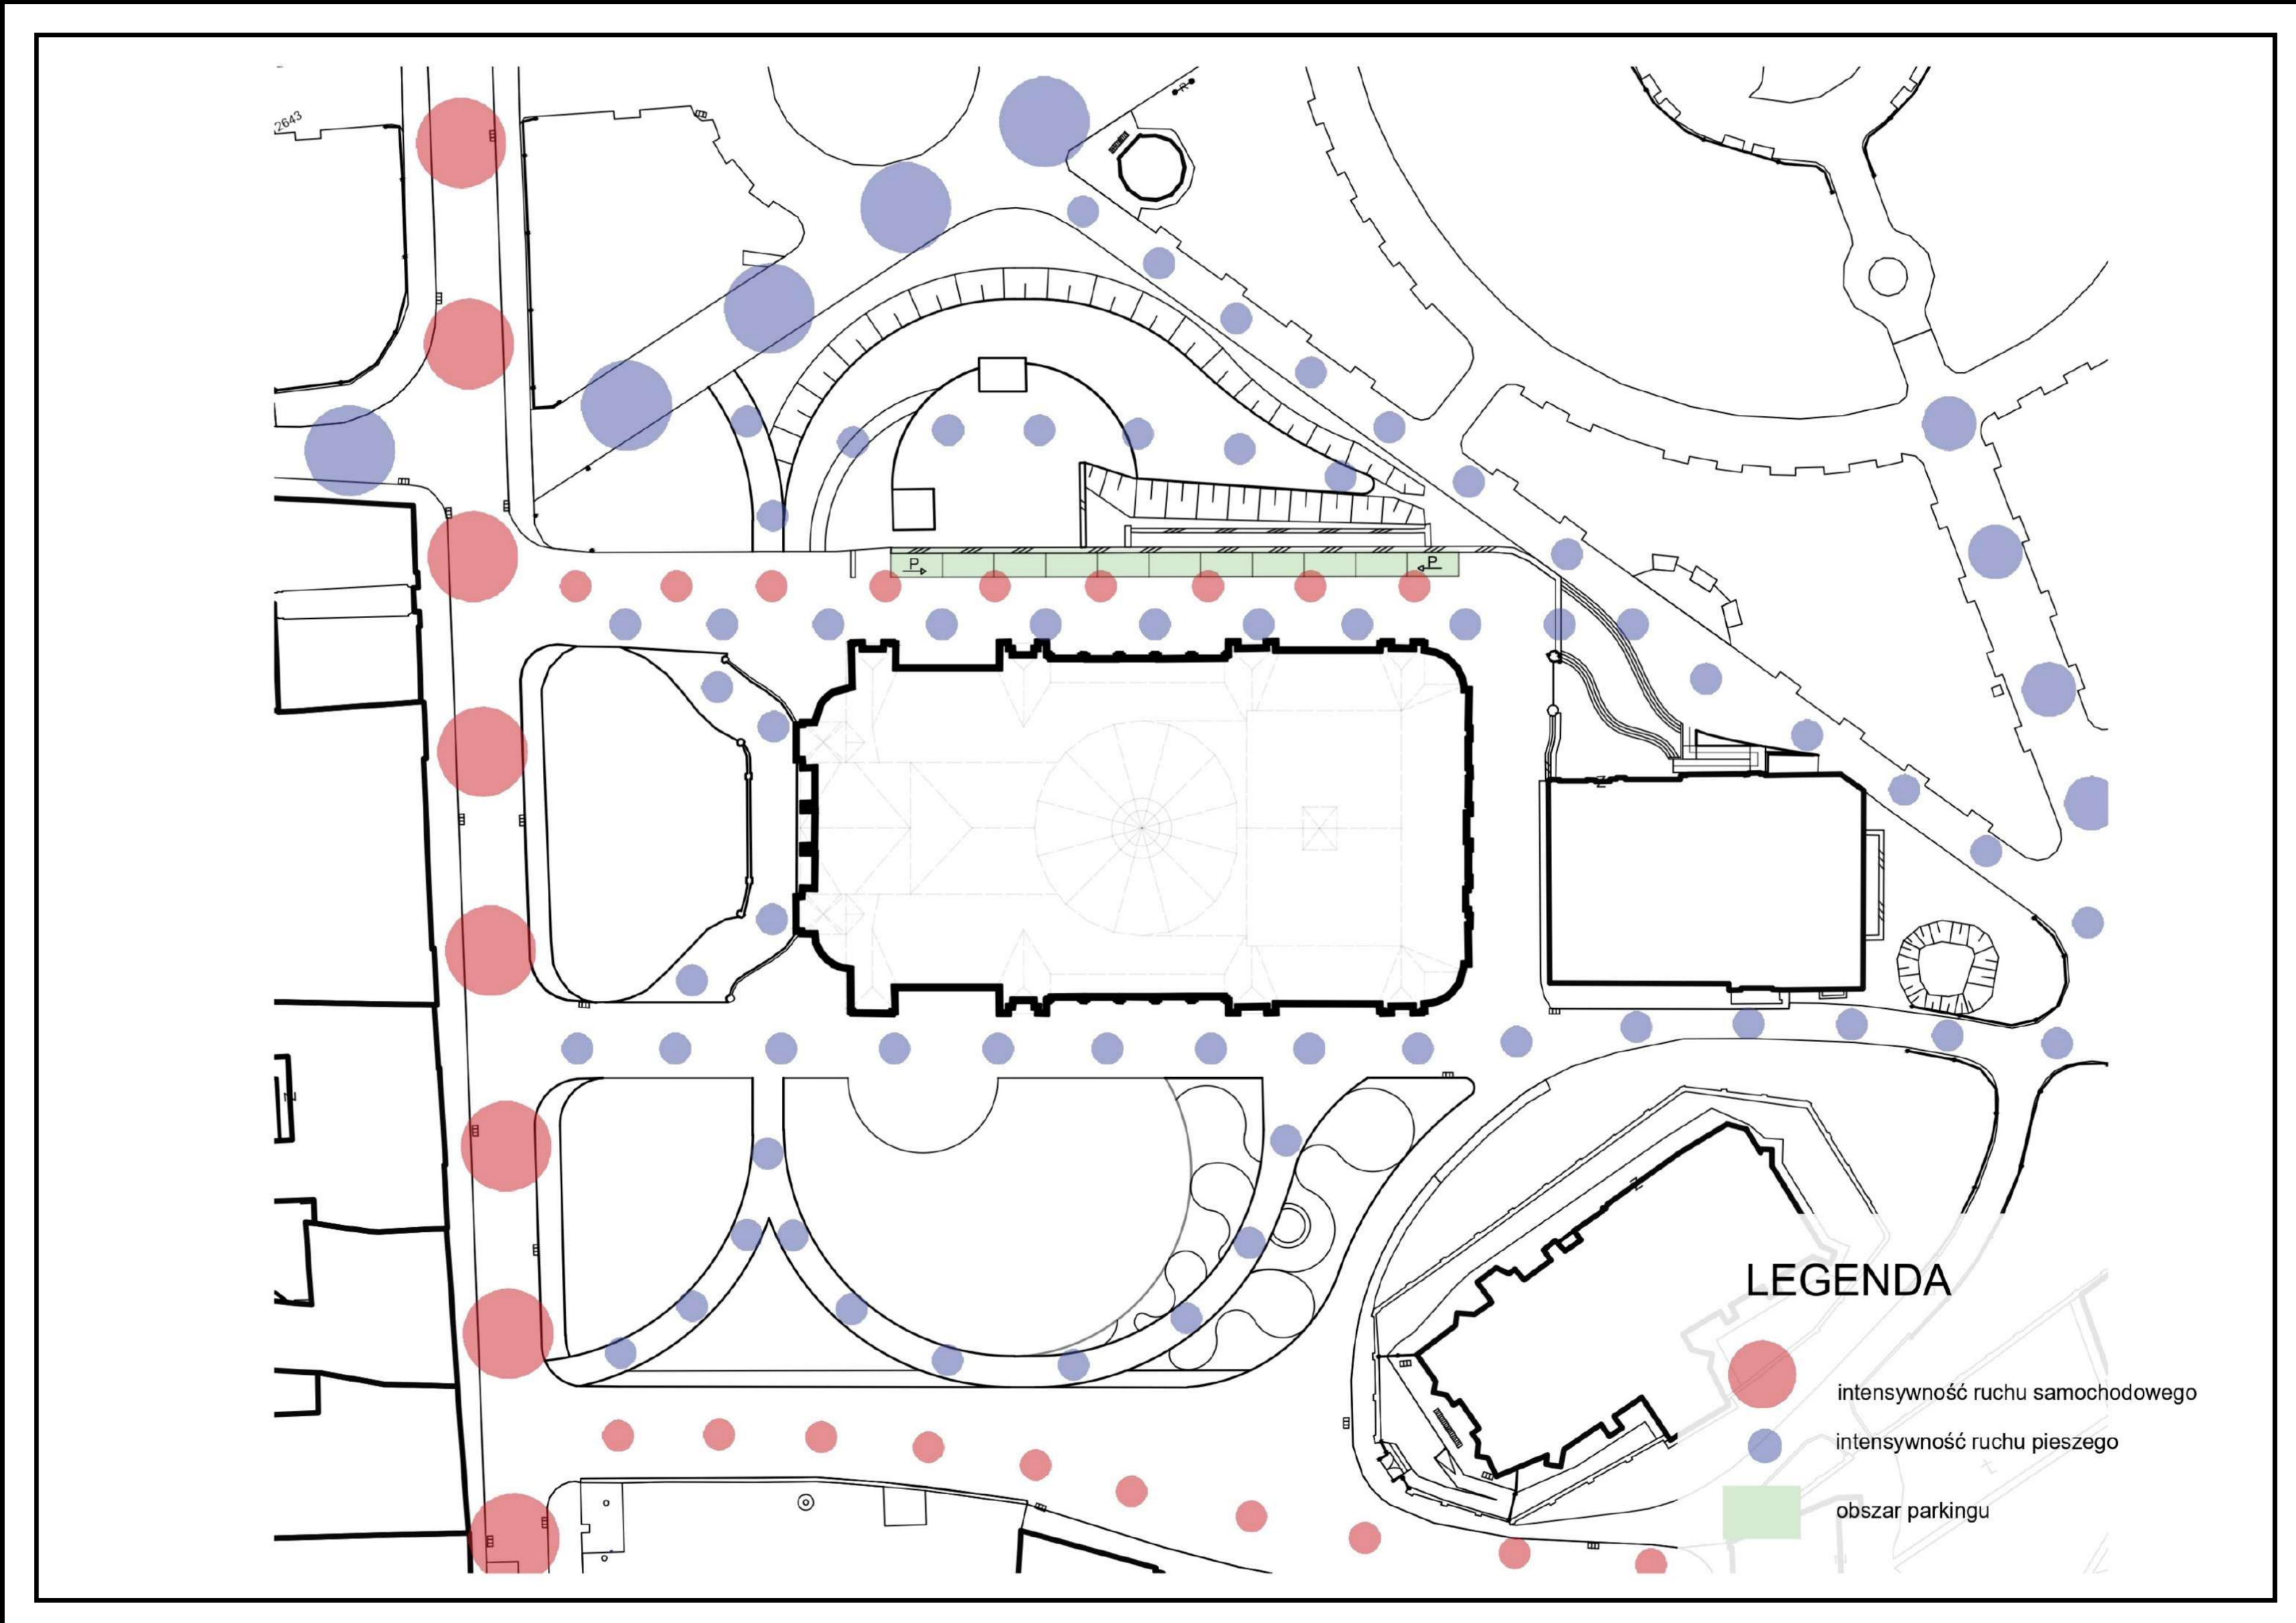 2643
P
P
LEGENDA
intensywność ruchu samochodowego
intensywność ruchu pieszego
obszar parkingu